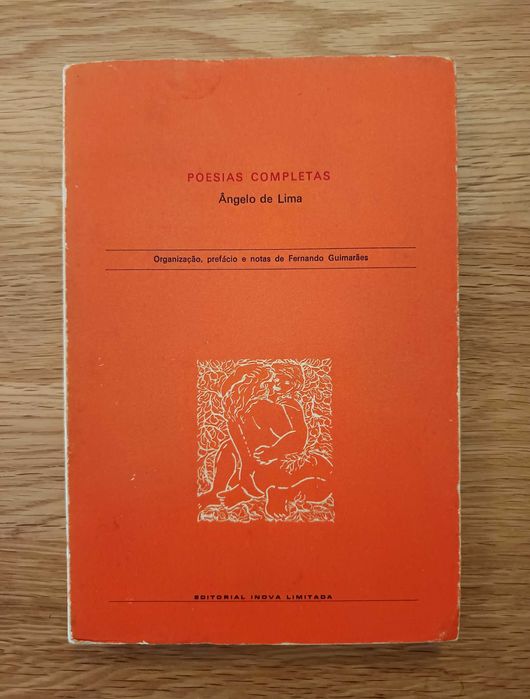 POESIAS COMPLETAS
Ângelo de Lima
Organização, prefácio e notas de Fernando Guimarães
EDITORIAL INOVA LIMITADA